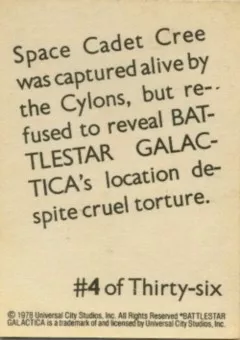 Space Cadet Cree
was captured alive by
the Cylons, but re-
fused to reveal BAT-
TLESTAR GALAC-
TICA's location de-
spite cruel torture.
#4 of Thirty-six
© 1978 Universal City Studios, Inc. All Rights Reserved *BATTLESTAR
GALACTICA is a trademark of and licensed by Universal City Studios, Inc.